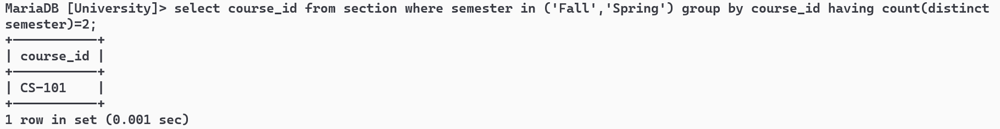 MariaDB [University]> select course_id from section where semester in ('Fall','Spring') group by course_id having count(distinct
semester)=2;
+-----------+
| course_id |
+-----------+
| CS-101    |
+-----------+
1 row in set (0.001 sec)